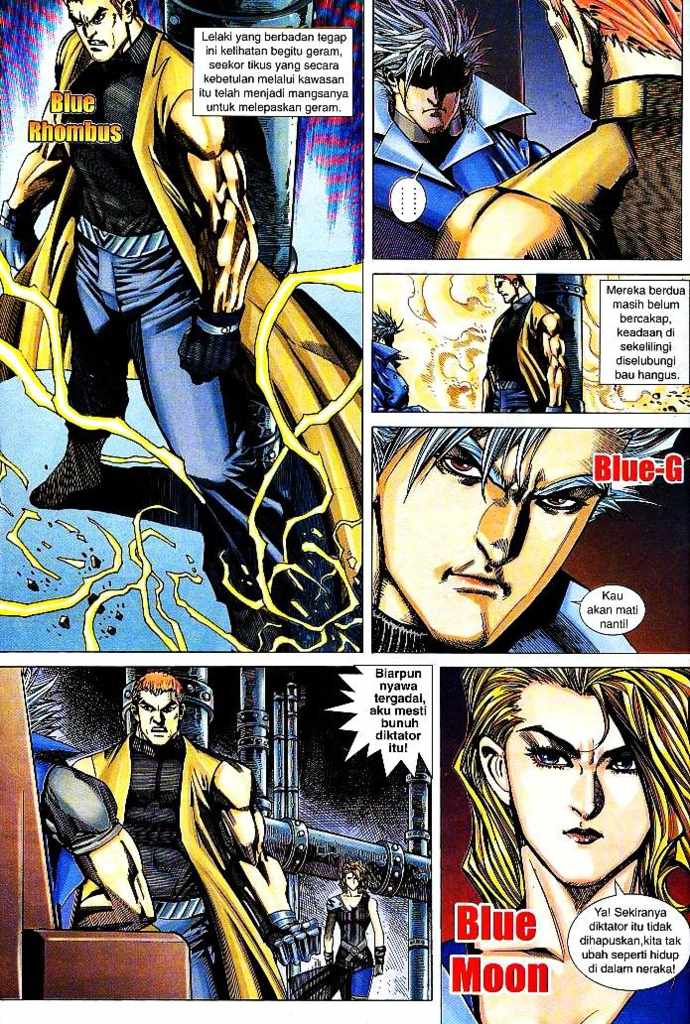 Lelaki yang berbadan tegap
ini kelihatan begitu geram,
seekor tikus yang secara
kebetulan melalui kawasan
itu telah menjadi mangsanya
untuk melepaskan geram.
Blue
Rhombus
......
Mereka berdua
masih belum
bercakap,
keadaan di
sekelilingi
diselubungi
bau hangus.
Blue-G
Kau
akan mati
nanti!
Biarpun
nyawa
tergadai,
aku mesti
bunuh
diktator
itu!
Blue
Moon
Ya! Sekiranya
diktator itu tidak
dihapuskan,kita tak
ubah seperti hidup
di dalam neraka!